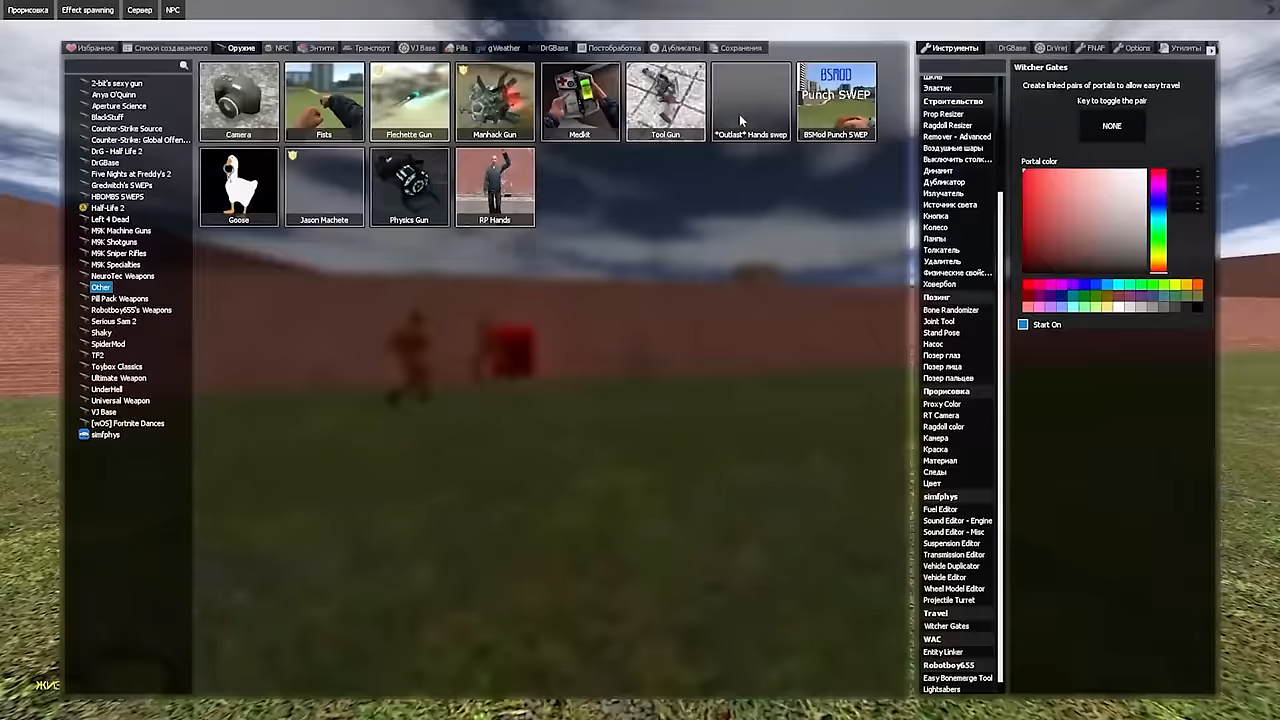 Прорисовка Effect spawning Сервер NPC
Избранное Списки создаваемого Оружие NPC Энтити Транспорт VJ Base Pills gWeather DrGBase Постобработка Дубликаты Сохранения
Инструменты DrGBase DrVrej FNAF Options Утилиты
2-bit's sexy gun
Anya O'Quinn
Aperture Science
BlackStuff
Counter-Strike Source
Counter-Strike: Global Offen...
DrG - Half Life 2
DrGBase
Five Nights at Freddy's 2
Gredwitch's SWEPs
HBOMBS SWEPS
Half-Life 2
Left 4 Dead
M9K Machine Guns
M9K Shotguns
M9K Sniper Rifles
M9K Specialties
NeuroTec Weapons
Other
Pill Pack Weapons
Robotboy655's Weapons
Serious Sam 2
Shaky
SpiderMod
TF2
Toybox Classics
Ultimate Weapon
UnderHell
Universal Weapon
VJ Base
[wOS] Fortnite Dances
simfphys
BSMOD
Punch SWEP
Camera Fists Flechette Gun Manhack Gun Medkit Tool Gun *Outlast* Hands swep BSMod Punch SWEP
Goose Jason Machete Physics Gun RP Hands
Шкив
Эластик
Строительство
Prop Resizer
Ragdoll Resizer
Remover - Advanced
Воздушные шары
Выключить столк...
Динамит
Дубликатор
Излучатель
Источник света
Кнопка
Колесо
Лампы
Толкатель
Удалитель
Физические свойс...
Ховербол
Позинг
Bone Randomizer
Joint Tool
Stand Pose
Насос
Позер глаз
Позер лица
Позер пальцев
Прорисовка
Proxy Color
RT Camera
Ragdoll color
Камера
Краска
Материал
Следы
Цвет
simfphys
Fuel Editor
Sound Editor - Engine
Sound Editor - Misc
Suspension Editor
Transmission Editor
Vehicle Duplicator
Vehicle Editor
Wheel Model Editor
Projectile Turret
Travel
Witcher Gates
WAC
Entity Linker
Robotboy655
Easy Bonemerge Tool
Lightsabers
Witcher Gates
Create linked pairs of portals to allow easy travel
Key to toggle the pair
NONE
Portal color
Start On